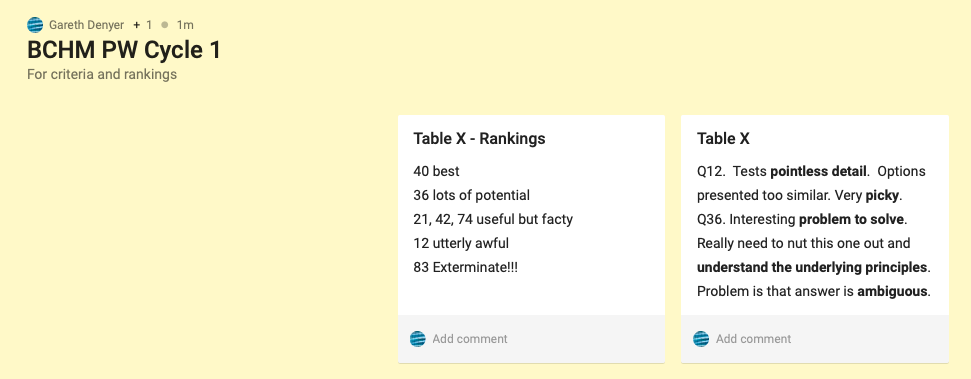 Gareth Denyer + 1 1m
BCHM PW Cycle 1
For criteria and rankings
Table X - Rankings
40 best
36 lots of potential
21, 42, 74 useful but facty
12 utterly awful
83 Exterminate!!!
Add comment
Table X
Q12. Tests pointless detail. Options
presented too similar. Very picky.
Q36. Interesting problem to solve.
Really need to nut this one out and
understand the underlying principles.
Problem is that answer is ambiguous.
Add comment